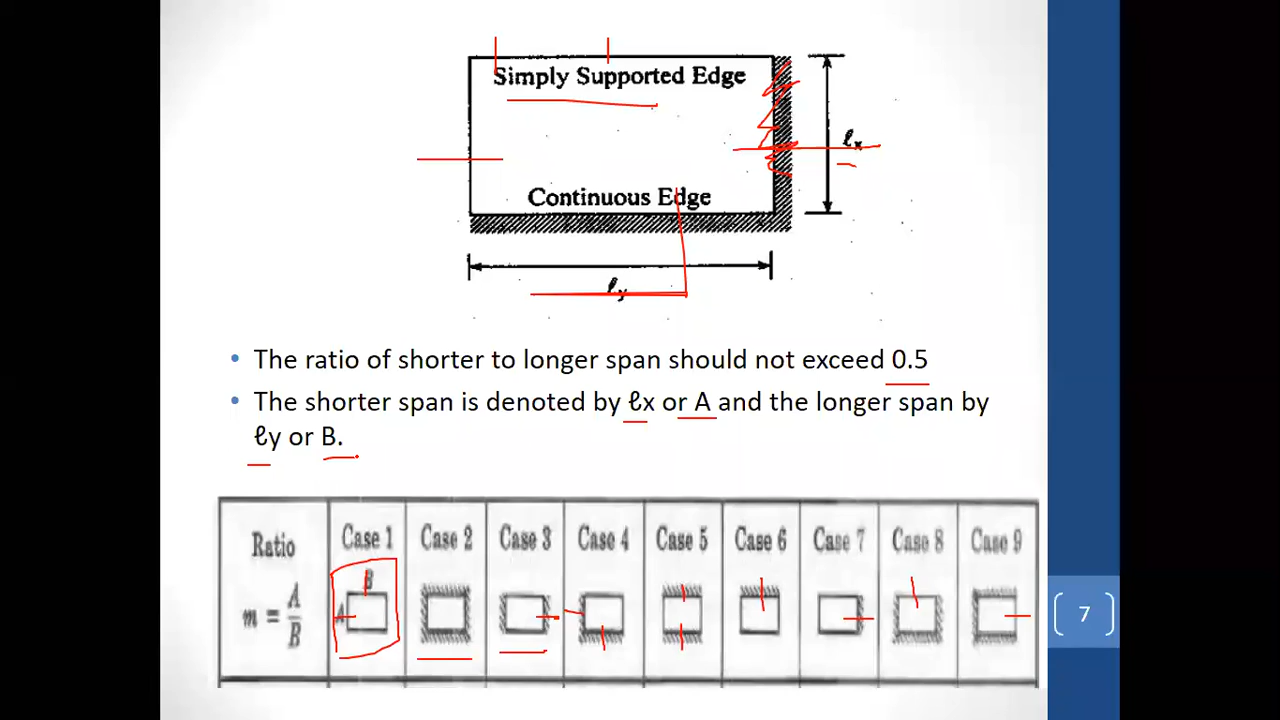 Simply Supported Edge
ℓx
Continuous Edge
ℓy
• The ratio of shorter to longer span should not exceed 0.5
• The shorter span is denoted by ℓx or A and the longer span by
ℓy or B.
Ratio
m = A/B
Case 1 Case 2 Case 3 Case 4 Case 5 Case 6 Case 7 Case 8 Case 9
B
A
7